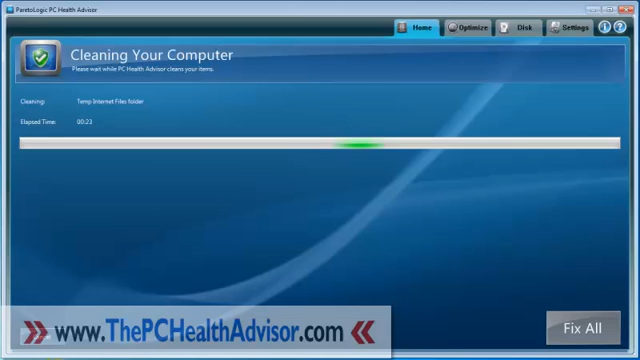 ParetoLogic PC Health Advisor
Home Optimize Disk Settings
Cleaning Your Computer
Please wait while PC Health Advisor cleans your items.
Cleaning: Temp Internet Files folder
Elapsed Time: 00:23
Fix All
www.ThePCHealthAdvisor.com